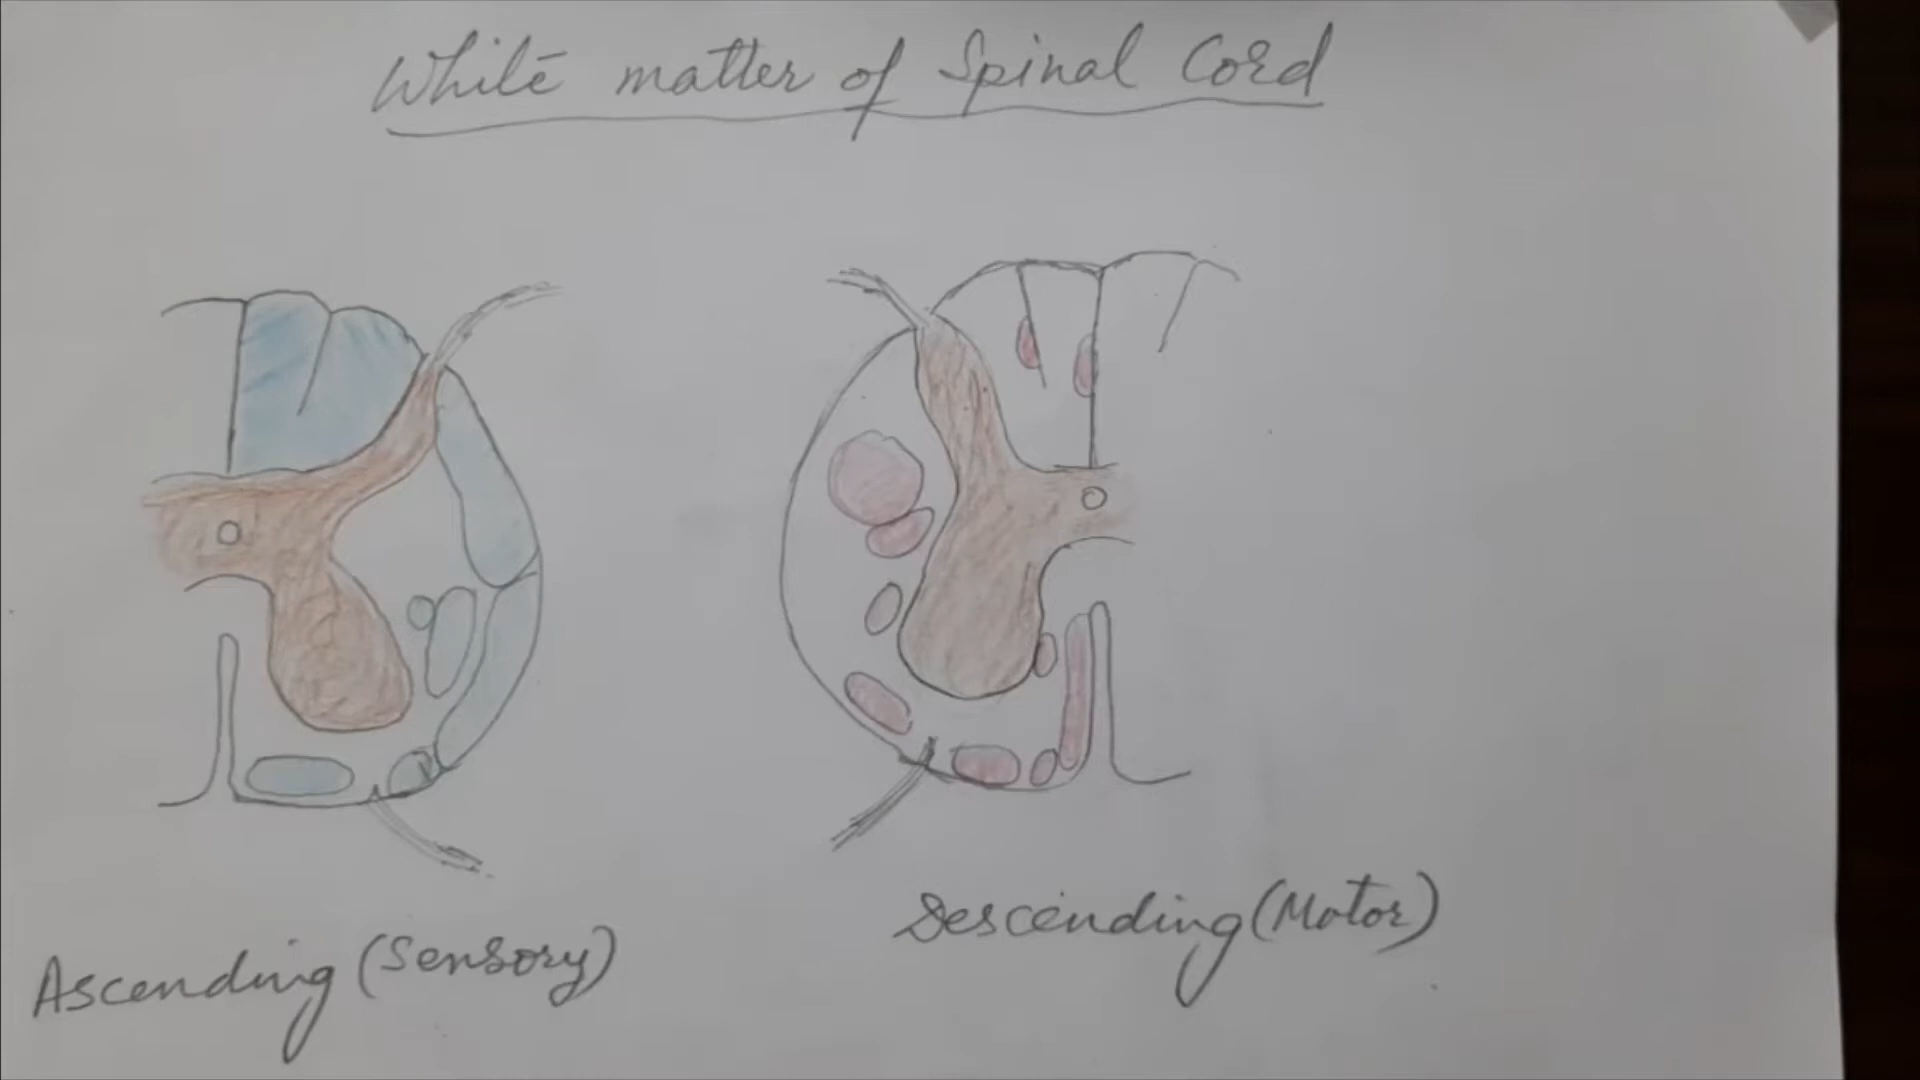 White matter of Spinal Cord
Ascending (Sensory)
Descending (Motor)